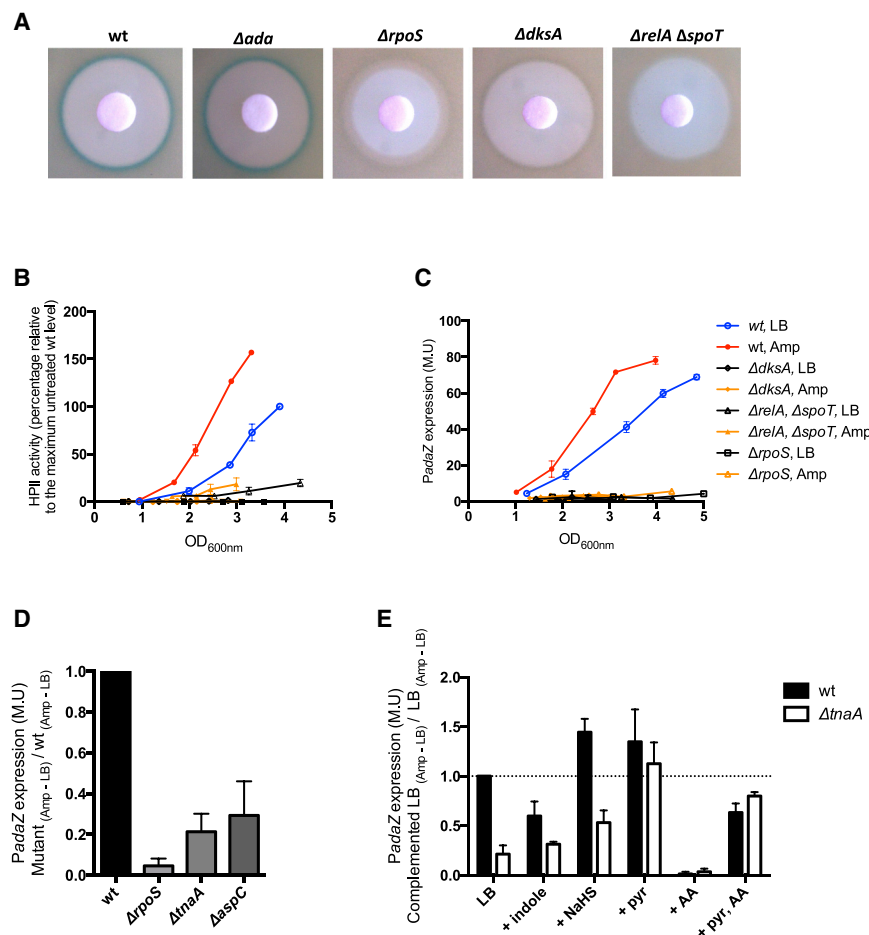 A
wt
Δada
ΔrpoS
ΔdksA
ΔrelA ΔspoT
B
HPII activity (percentage relative
to the maximum untreated wt level)
200
150
100
50
0
0 1 2 3 4 5
OD600nm
C
PadaZ expression (M.U)
100
80
60
40
20
0
0 1 2 3 4 5
OD600nm
wt, LB
wt, Amp
ΔdksA, LB
ΔdksA, Amp
ΔrelA, ΔspoT, LB
ΔrelA, ΔspoT, Amp
ΔrpoS, LB
ΔrpoS, Amp
D
PadaZ expression (M.U)
Mutant (Amp - LB) / wt (Amp - LB)
1.0
0.8
0.6
0.4
0.2
0.0
wt
ΔrpoS
ΔtnaA
ΔaspC
E
PadaZ expression (M.U)
Complemented LB (Amp - LB) / LB (Amp - LB)
2.0
1.5
1.0
0.5
0.0
LB
+ indole
+ NaHS
+ pyr
+ AA
+ pyr, AA
wt
ΔtnaA